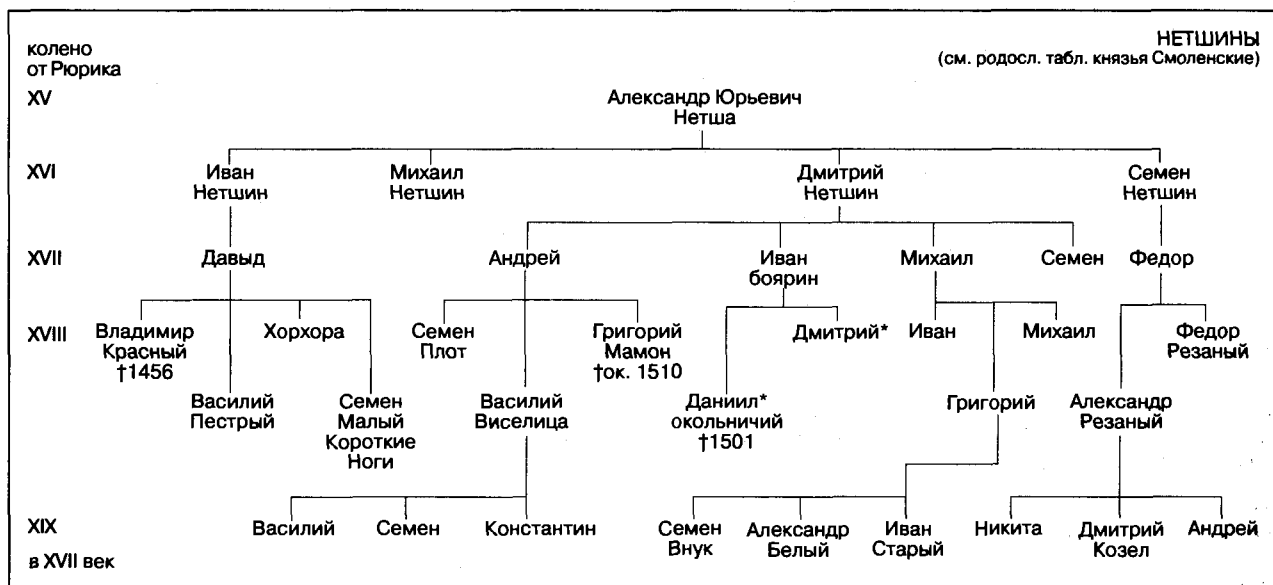 НЕТШИНЫ
колено
от Рюрика
(см. родосл. табл. князья Смоленские)
XV
Александр Юрьевич
Нетша
XVI
Иван
Нетшин
Михаил
Нетшин
Дмитрий
Нетшин
Семен
Нетшин
XVII
Давыд
Андрей
Иван
боярин
Михаил
Семен
Федор
XVIII
Владимир
Красный
†1456
Хорхора
Семен
Плот
Григорий
Мамон
†ок. 1510
Дмитрий*
Иван
Михаил
Федор
Резаный
Василий
Пестрый
Семен
Малый
Короткие
Ноги
Василий
Виселица
Даниил*
окольничий
†1501
Григорий
Александр
Резаный
XIX
Василий
Семен
Константин
Семен
Внук
Александр
Белый
Иван
Старый
Никита
Дмитрий
Козел
Андрей
в XVII век